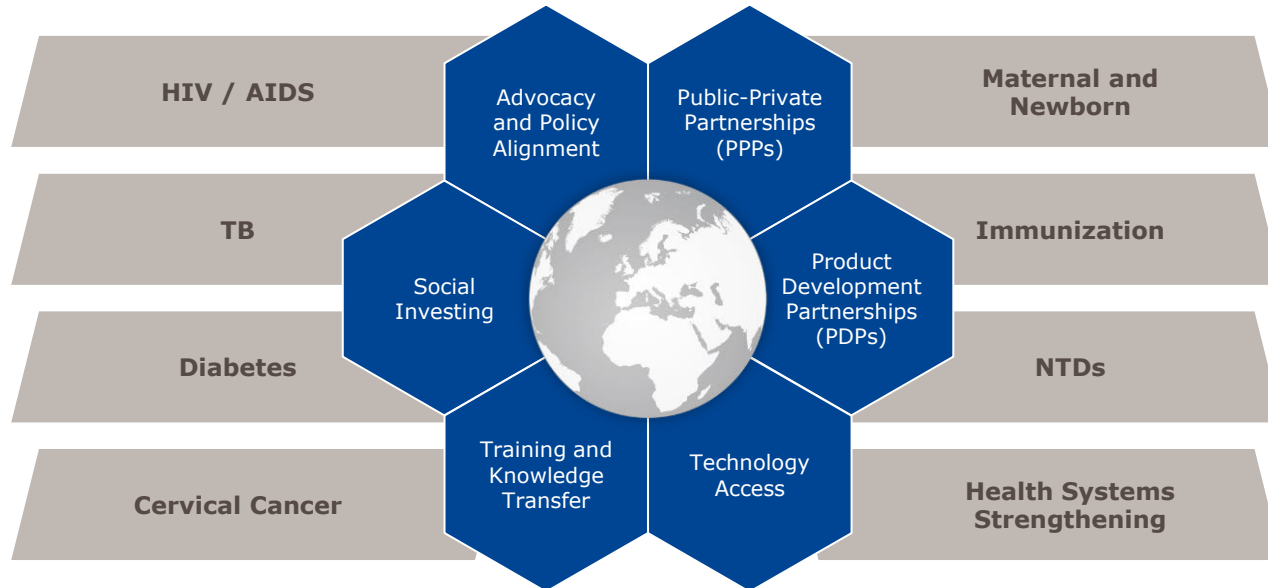 HIV / AIDS
TB
Diabetes
Cervical Cancer
Advocacy
and Policy
Alignment
Public-Private
Partnerships
(PPPs)
Social
Investing
Product
Development
Partnerships
(PDPs)
Training and
Knowledge
Transfer
Technology
Access
Maternal and
Newborn
Immunization
NTDs
Health Systems
Strengthening